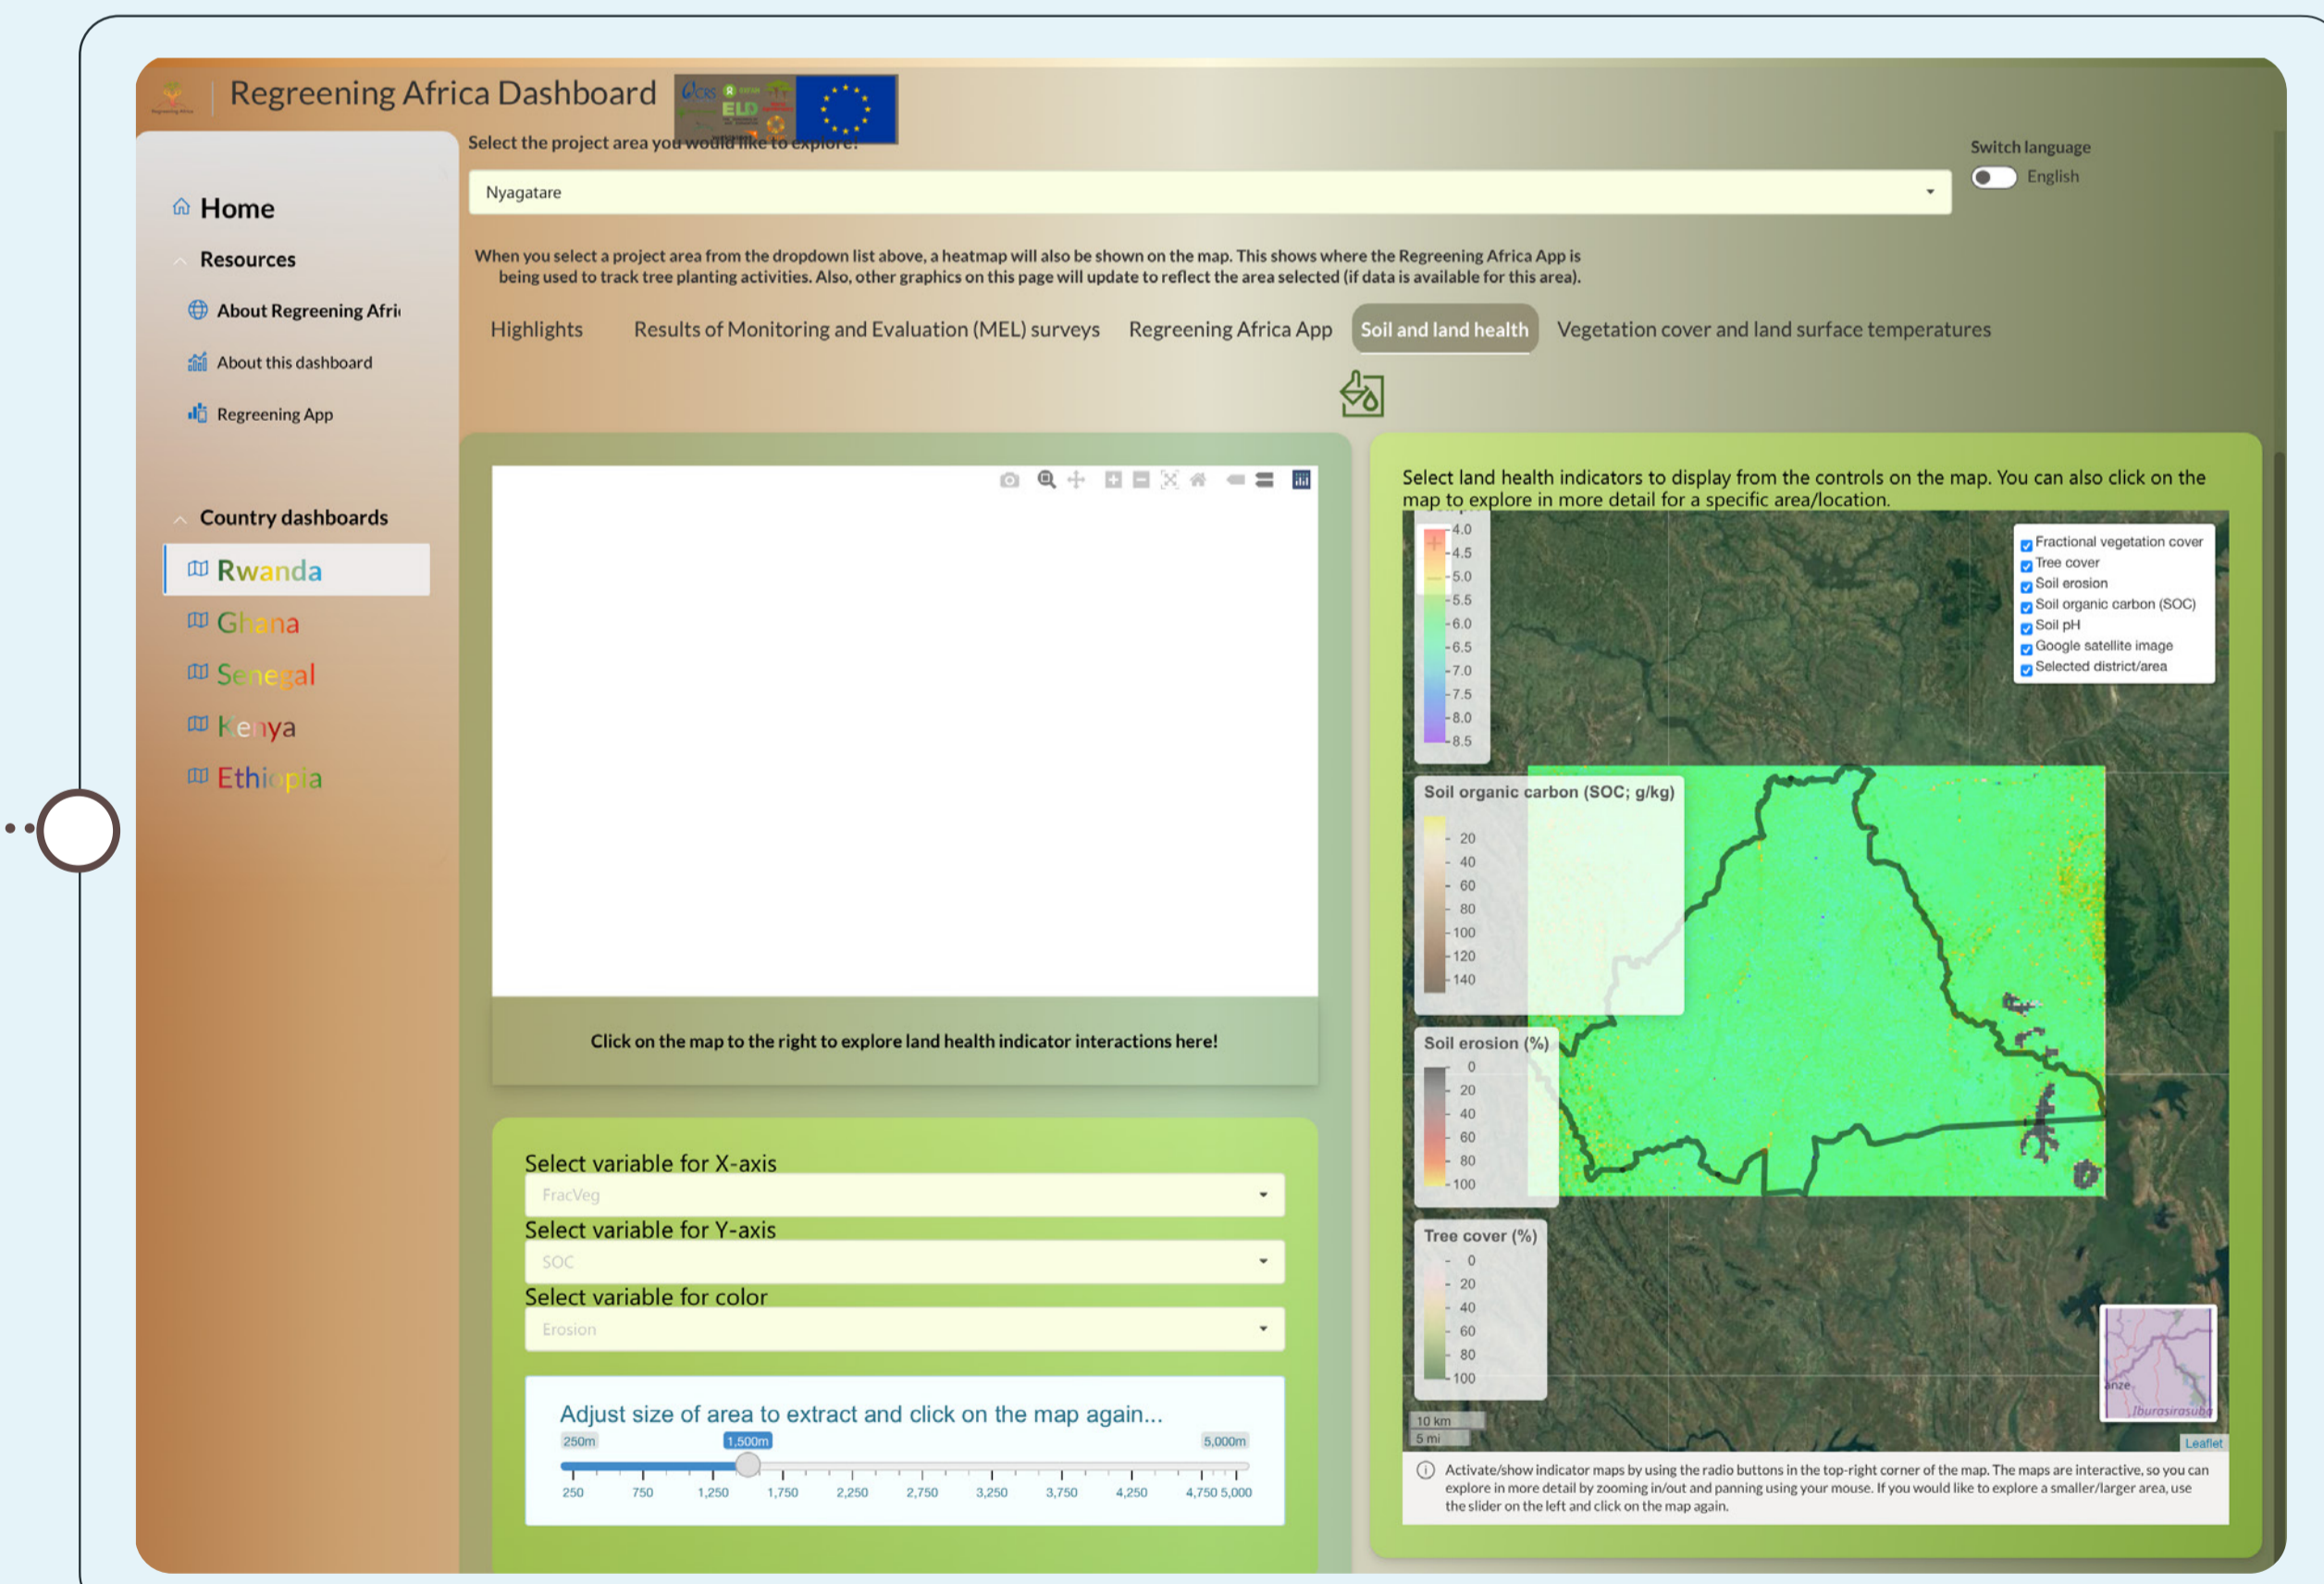 Regreening Africa Dashboard
CRS
ELD
Select the project area you would like to explore!
Switch language
English
Nyagatare
Home
Resources
About Regreening Afri
About this dashboard
Regreening App
Country dashboards
Rwanda
Ghana
Senegal
Kenya
Ethiopia
When you select a project area from the dropdown list above, a heatmap will also be shown on the map. This shows where the Regreening Africa App is
being used to track tree planting activities. Also, other graphics on this page will update to reflect the area selected (if data is available for this area).
Highlights
Results of Monitoring and Evaluation (MEL) surveys
Regreening Africa App
Soil and land health
Vegetation cover and land surface temperatures
Click on the map to the right to explore land health indicator interactions here!
Select variable for X-axis
FracVeg
Select variable for Y-axis
SOC
Select variable for color
Erosion
Adjust size of area to extract and click on the map again...
250m
1,500m
5,000m
250 750 1,250 1,750 2,250 2,750 3,250 3,750 4,250 4,750 5,000
Select land health indicators to display from the controls on the map. You can also click on the
map to explore in more detail for a specific area/location.
4.0
4.5
5.0
5.5
6.0
6.5
7.0
7.5
8.0
8.5
Fractional vegetation cover
Tree cover
Soil erosion
Soil organic carbon (SOC)
Soil pH
Google satellite image
Selected district/area
Soil organic carbon (SOC; g/kg)
20
40
60
80
100
120
140
Soil erosion (%)
0
20
40
60
80
100
Tree cover (%)
0
20
40
60
80
100
10 km
5 mi
anze
Iburasirasuba
Leaflet
Activate/show indicator maps by using the radio buttons in the top-right corner of the map. The maps are interactive, so you can
explore in more detail by zooming in/out and panning using your mouse. If you would like to explore a smaller/larger area, use
the slider on the left and click on the map again.